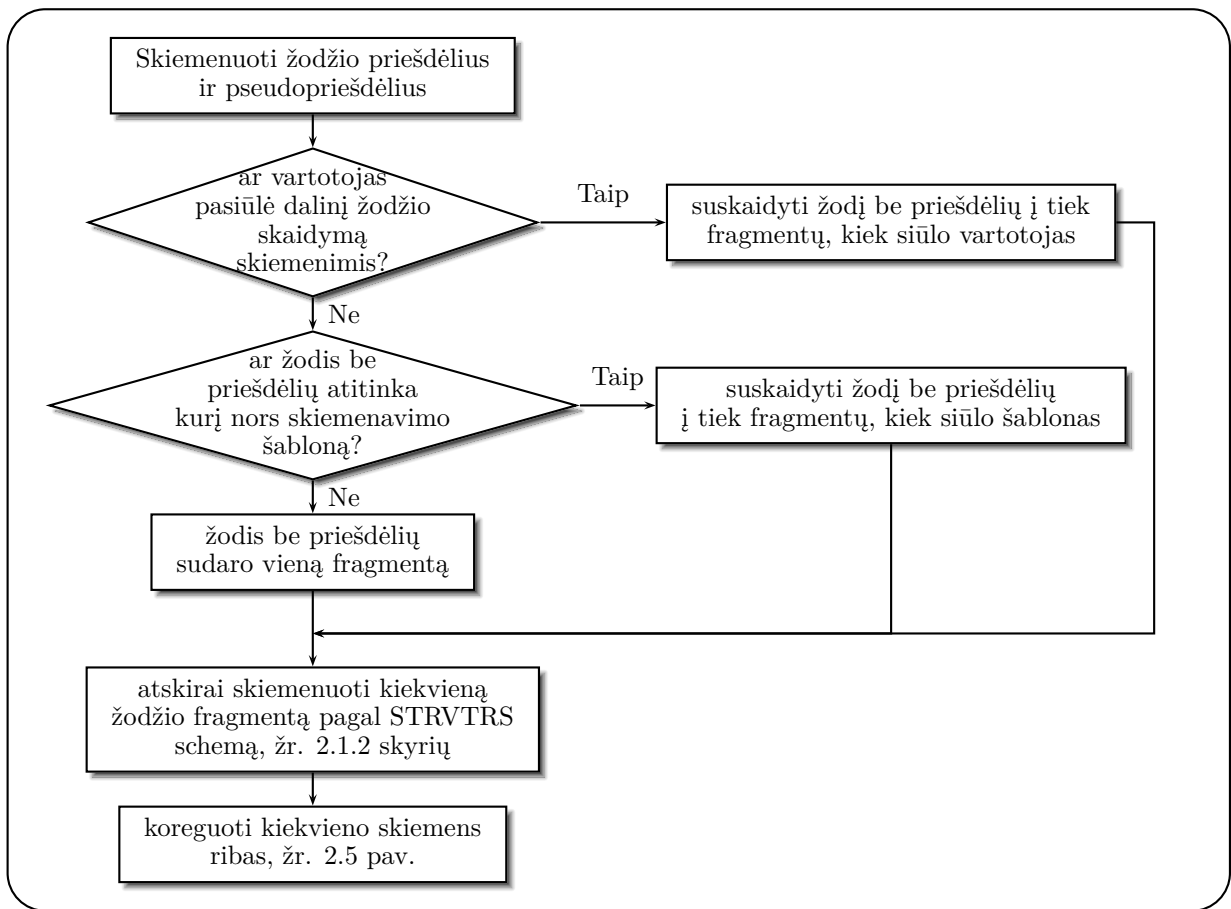 Skiemenuoti žodžio priešdėlius
ir pseudopriešdėlius
ar vartotojas
pasiūlė dalinį žodžio
skaidymą
skiemenimis?
Taip
suskaidyti žodį be priešdėlių į tiek
fragmentų, kiek siūlo vartotojas
Ne
ar žodis be
priešdėlių atitinka
kurį nors skiemenavimo
šabloną?
Taip
suskaidyti žodį be priešdėlių
į tiek fragmentų, kiek siūlo šablonas
Ne
žodis be priešdėlių
sudaro vieną fragmentą
atskirai skiemenuoti kiekvieną
žodžio fragmentą pagal STRVTRS
schemą, žr. 2.1.2 skyrių
koreguoti kiekvieno skiemens
ribas, žr. 2.5 pav.